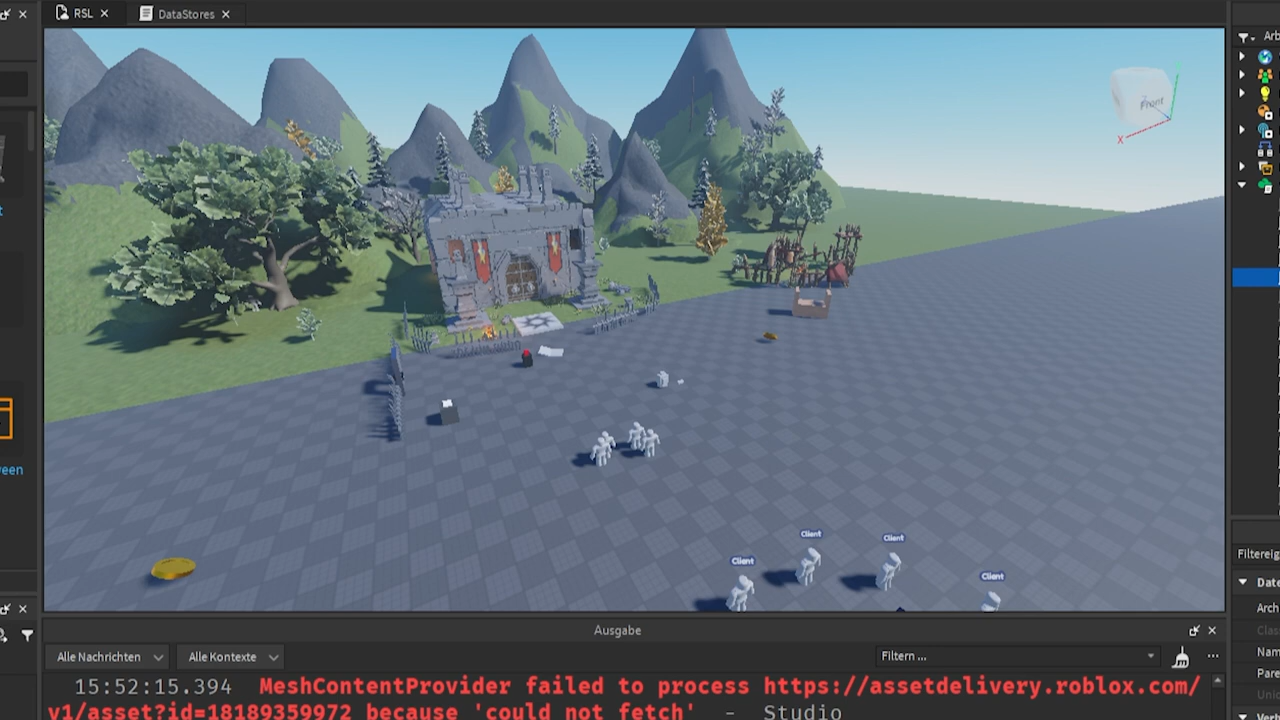 RSL
DataStores
Arb
Front
X
t
een
Client
Client
Client
Client
Ausgabe
Alle Nachrichten
Alle Kontexte
Filtern ...
15:52:15.394 MeshContentProvider failed to process https://assetdelivery.roblox.com/
v1/asset?id=18189359972 because 'could not fetch' - Studio
Filtereig
Date
Arch
Clas
Nam
Pare
Uniq